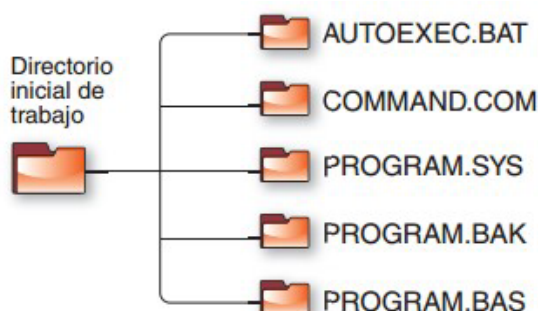 Directorio
inicial de
trabajo
AUTOEXEC.BAT
COMMAND.COM
PROGRAM.SYS
PROGRAM.BAK
PROGRAM.BAS